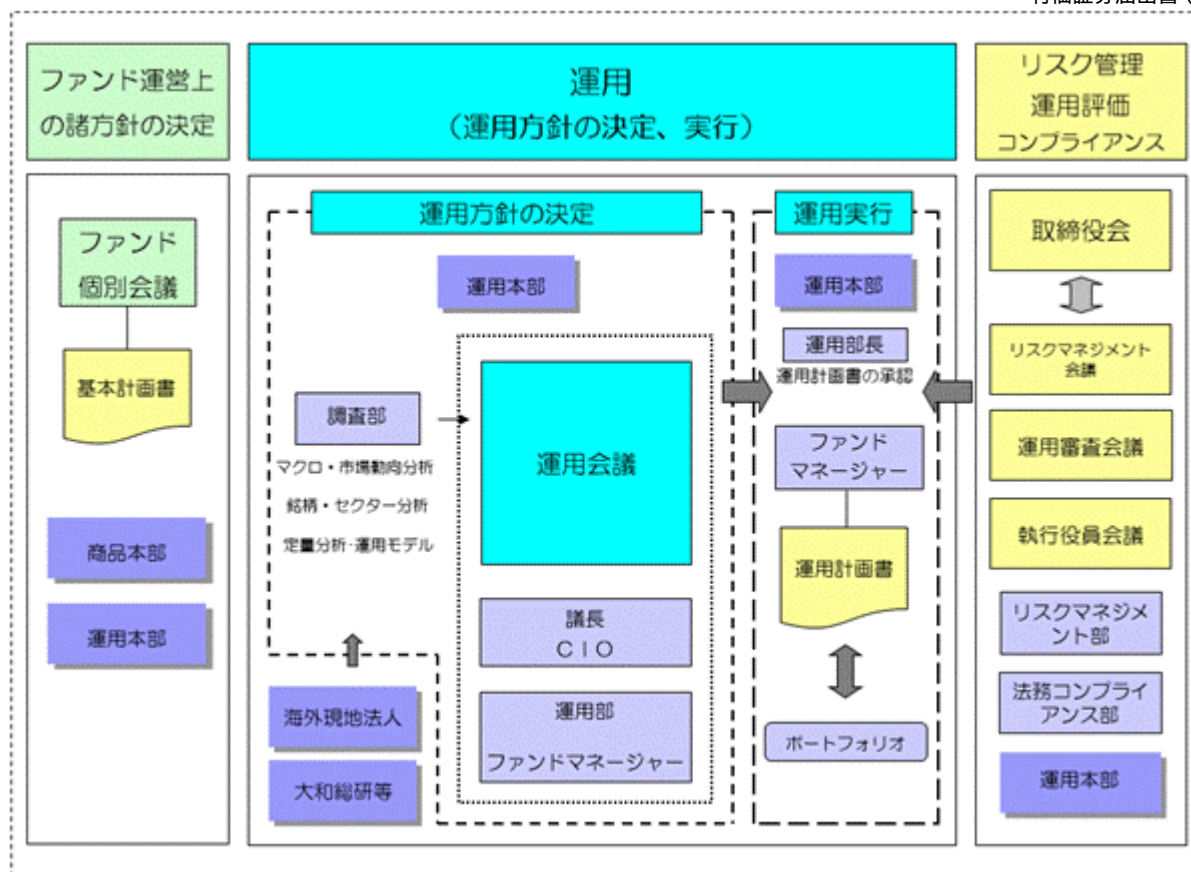 ファンド運営上
の諸方針の決定
運用
（運用方針の決定、実行）
リスク管理
運用評価
コンプライアンス
ファンド
個別会議
基本計画書
商品本部
運用本部
運用方針の決定
運用本部
調査部
マクロ・市場動向分析
銘柄・セクター分析
定量分析・運用モデル
海外現地法人
大和総研等
運用会議
議長
CIO
運用部
ファンドマネージャー
運用実行
運用本部
運用部長
運用計画書の承認
ファンド
マネージャー
運用計画書
ポートフォリオ
取締役会
リスクマネジメント
会議
運用審査会議
執行役員会議
リスクマネジメ
ント部
法務コンプライ
アンス部
運用本部